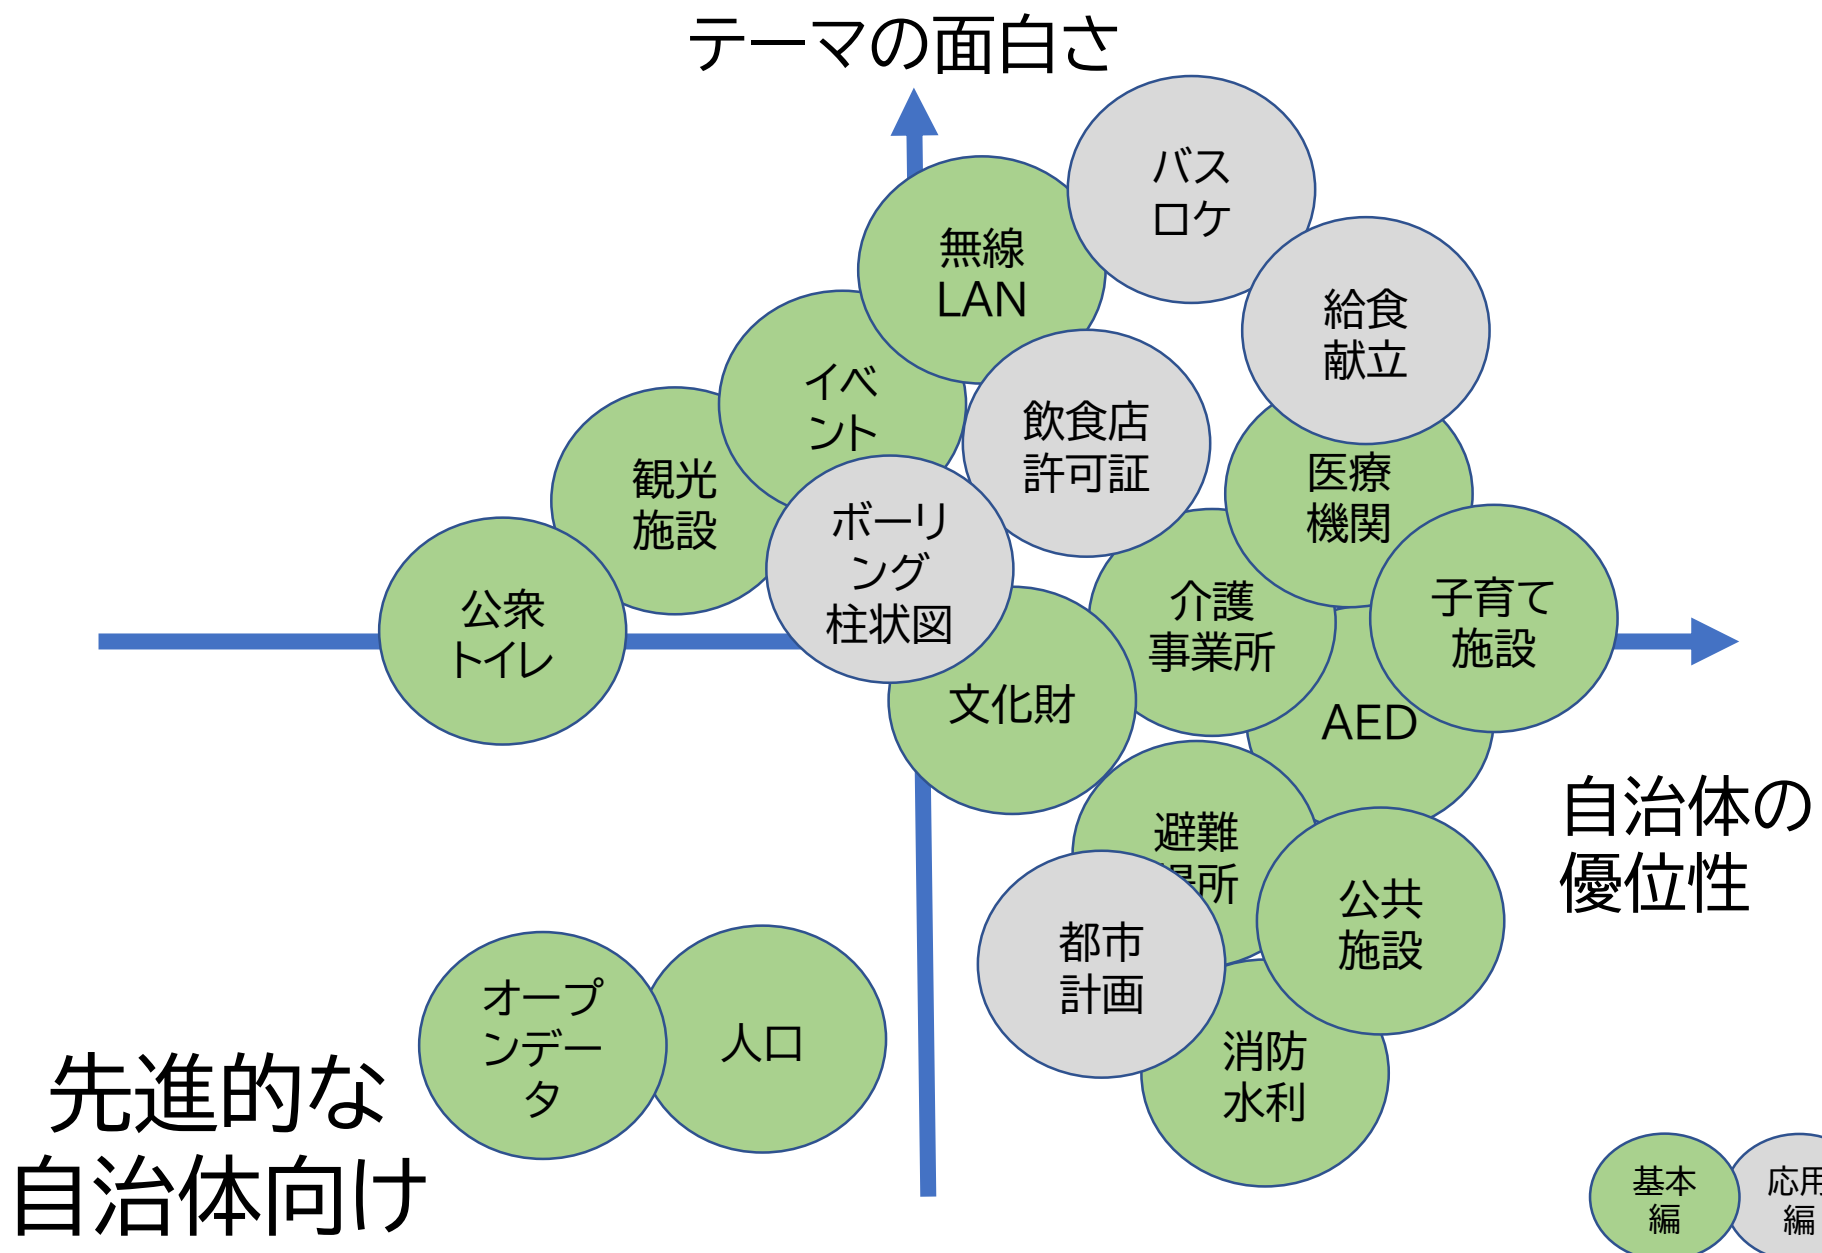 テーマの面白さ
バス
ロケ
無線
LAN
給食
献立
イベ
ント
飲食店
許可証
医療
機関
観光
施設
ボーリ
ング
柱状図
公衆
トイレ
介護
事業所
子育て
施設
文化財
AED
自治体の
優位性
避難
所
公共
施設
都市
計画
オープ
ンデー
タ
人口
消防
水利
先進的な
自治体向け
基本
編
応用
編